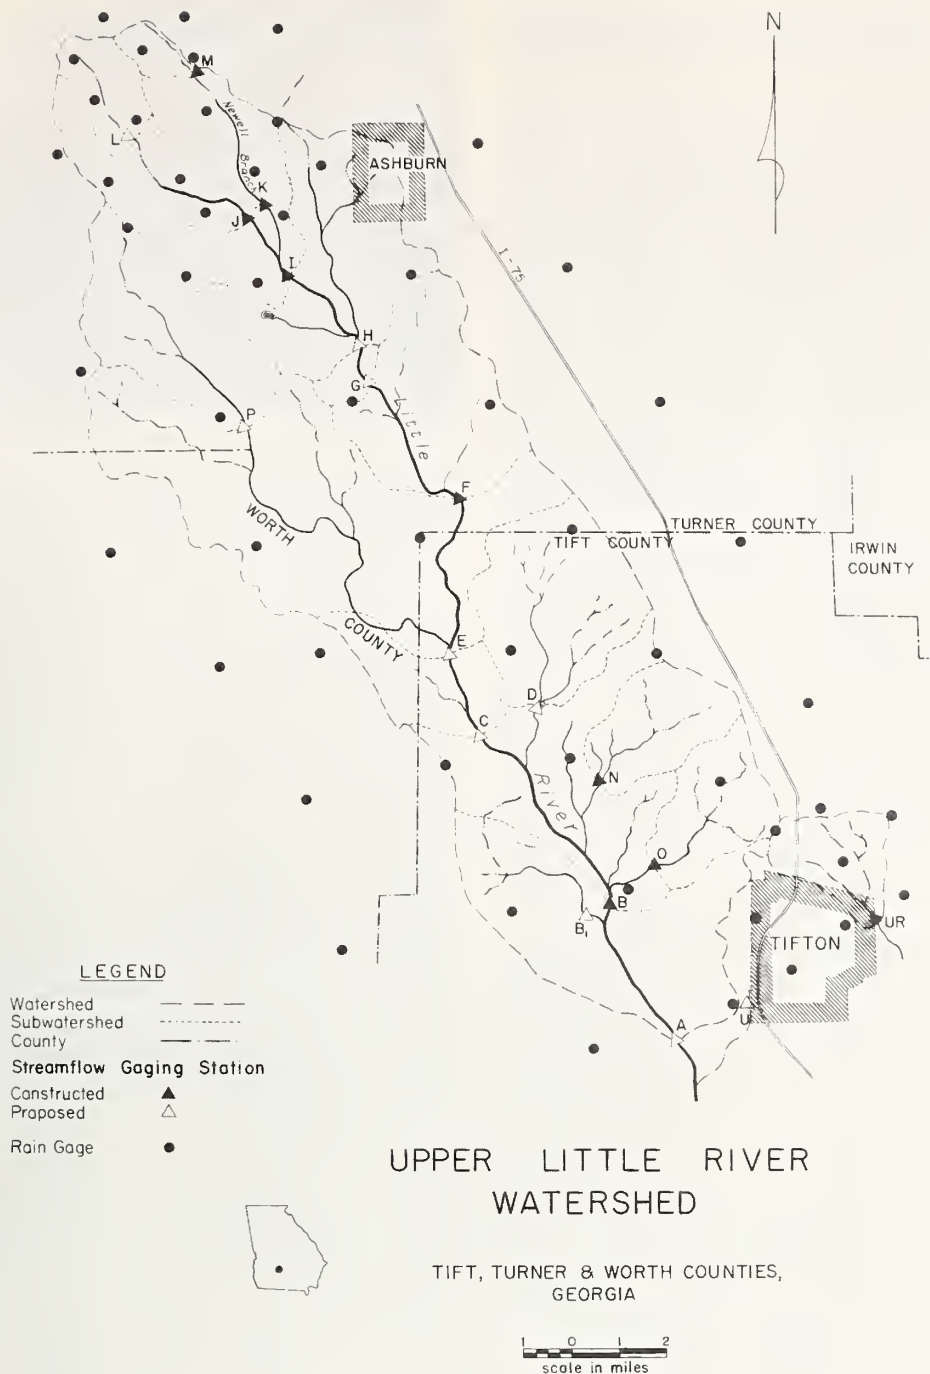 N
M
Newell
Branch
L
ASHBURN
K
J
I
I-75
H
G
Little
P
F
WORTH
TURNER COUNTY
TIFT COUNTY
IRWIN
COUNTY
COUNTY
E
D
C
N
River
O
B
B1
UR
TIFTON
U
A
LEGEND
Watershed
Subwatershed
County
Streamflow Gaging Station
Constructed
Proposed
Rain Gage
UPPER LITTLE RIVER
WATERSHED
TIFT, TURNER & WORTH COUNTIES,
GEORGIA
1 0 1 2
scale in miles